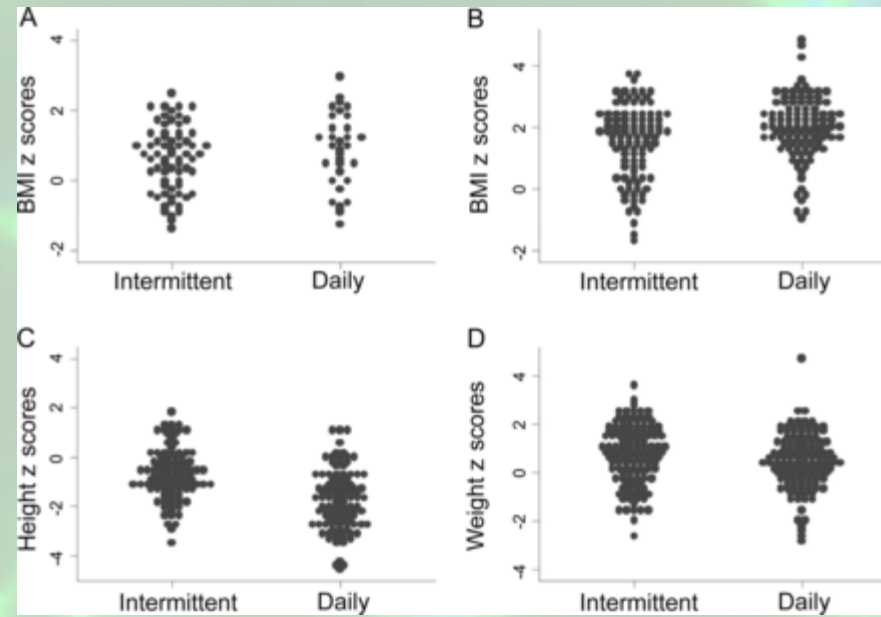 A
BMI z scores
4
2
0
-2
Intermittent Daily
B
BMI z scores
4
2
0
-2
Intermittent Daily
C
Height z scores
4
2
0
-2
-4
Intermittent Daily
D
Weight z scores
4
2
0
-2
-4
Intermittent Daily